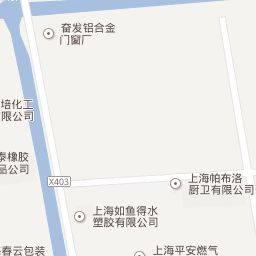 奋发铝合金
门窗厂
培化工
有限公司
泰橡胶
品公司
X403
上海帕布洛
厨卫有限公司
上海如鱼得水
塑胶有限公司
春云包装
上海平安燃气